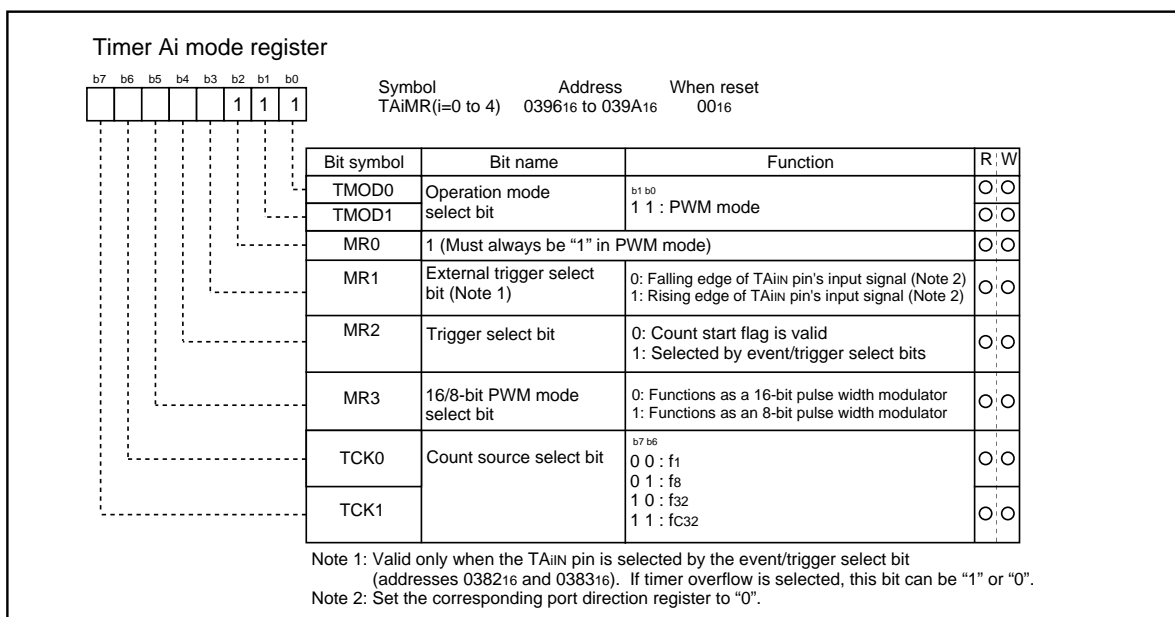 Timer Ai mode register
b7 b6 b5 b4 b3 b2 b1 b0
1 1 1
Symbol Address When reset
TAiMR(i=0 to 4) 039616 to 039A16 0016
Bit symbol Bit name Function R W
TMOD0 Operation mode select bit b1 b0
TMOD1 1 1 : PWM mode
MR0 1 (Must always be “1” in PWM mode)
MR1 External trigger select bit (Note 1) 0: Falling edge of TAiIN pin's input signal (Note 2)
1: Rising edge of TAiIN pin's input signal (Note 2)
MR2 Trigger select bit 0: Count start flag is valid
1: Selected by event/trigger select bits
MR3 16/8-bit PWM mode select bit 0: Functions as a 16-bit pulse width modulator
1: Functions as an 8-bit pulse width modulator
b7 b6
TCK0 Count source select bit 0 0 : f1
0 1 : f8
TCK1 1 0 : f32
1 1 : fC32
Note 1: Valid only when the TAiIN pin is selected by the event/trigger select bit
(addresses 038216 and 038316). If timer overflow is selected, this bit can be “1” or “0”.
Note 2: Set the corresponding port direction register to “0”.